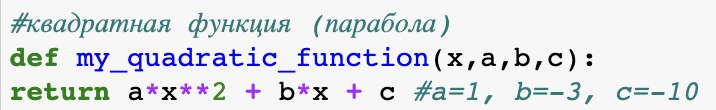 #квадратная функция (парабола)
def my_quadratic_function(x,a,b,c):
return a*x**2 + b*x + c #a=1, b=-3, c=-10